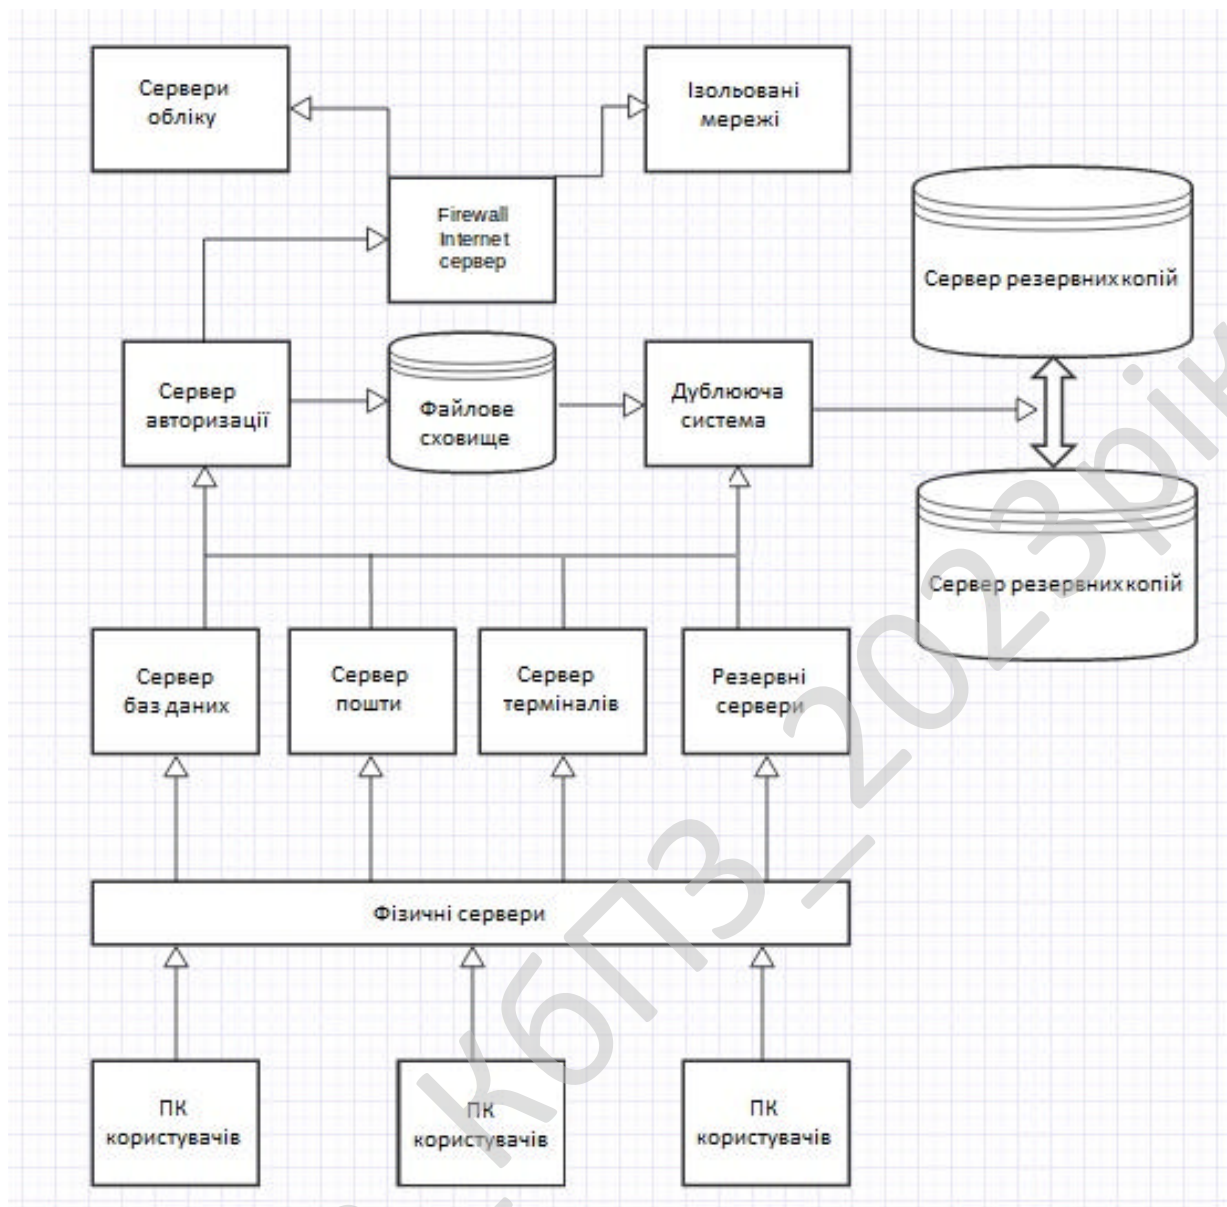 Сервери
обліку
Ізольовані
мережі
Firewall
Internet
сервер
Сервер резервних копій
Сервер
авторизації
Файлове
сховище
Дублююча
система
Сервер резервних копій
Сервер
баз даних
Сервер
пошти
Сервер
терміналів
Резервні
сервери
Фізичні сервери
ПК
користувачів
ПК
користувачів
ПК
користувачів
КбПЗ_2023рік